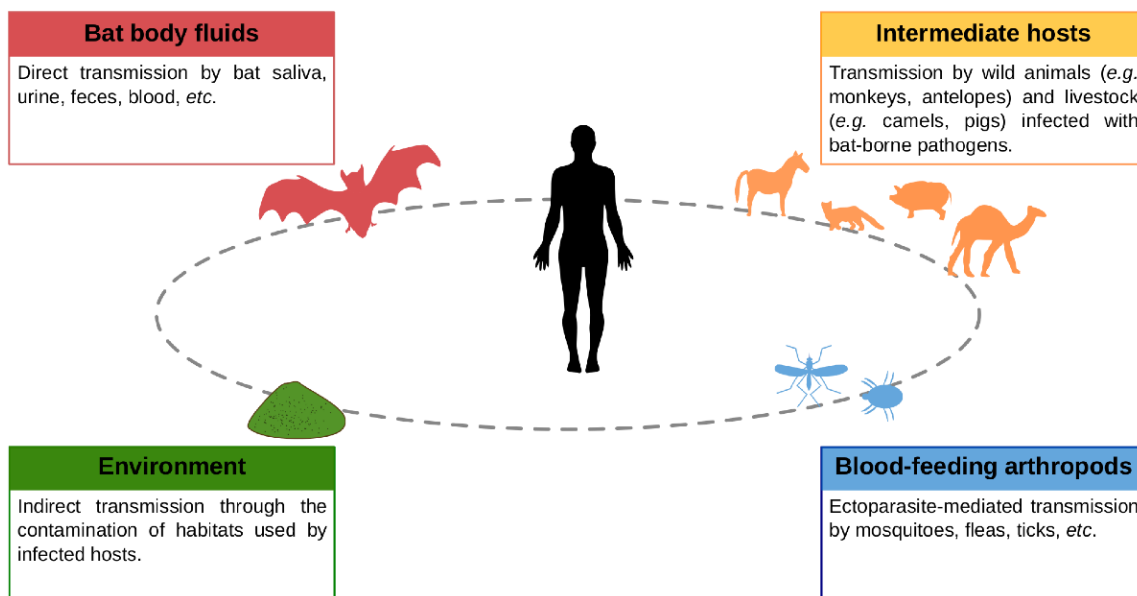 Bat body fluids
Direct transmission by bat saliva,
urine, feces, blood, etc.
Intermediate hosts
Transmission by wild animals (e.g.
monkeys, antelopes) and livestock
(e.g. camels, pigs) infected with
bat-borne pathogens.
Environment
Indirect transmission through the
contamination of habitats used by
infected hosts.
Blood-feeding arthropods
Ectoparasite-mediated transmission
by mosquitoes, fleas, ticks, etc.